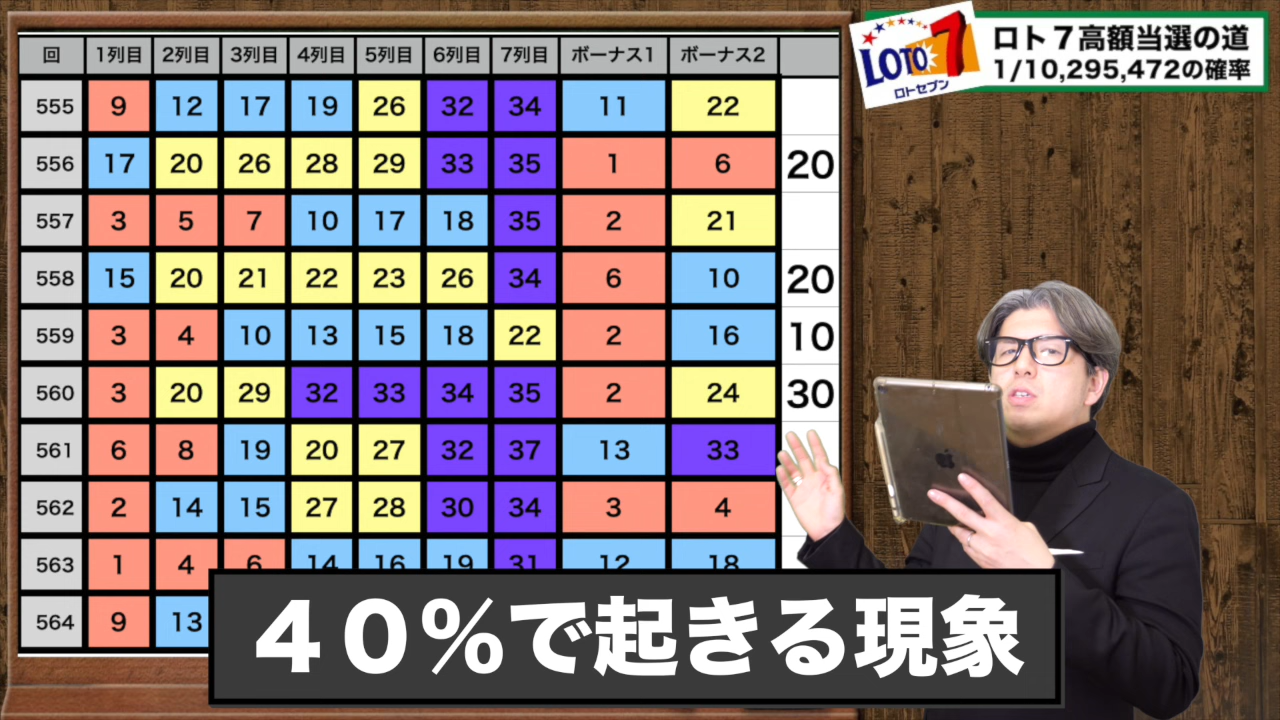 回 1列目 2列目 3列目 4列目 5列目 6列目 7列目 ボーナス1 ボーナス2
555 9 12 17 19 26 32 34 11 22
556 17 20 26 28 29 33 35 1 6 20
557 3 5 7 10 17 18 35 2 21
558 15 20 21 22 23 26 34 6 10 20
559 3 4 10 13 15 18 22 2 16 10
560 3 20 29 32 33 34 35 2 24 30
561 6 8 19 20 27 32 37 13 33
562 2 14 15 27 28 30 34 3 4
563 1 4 6 14 16 19 31 12 18
564 9 13
LOTO 7
ロトセブン
ロト7高額当選の道
1/10,295,472の確率
40%で起きる現象